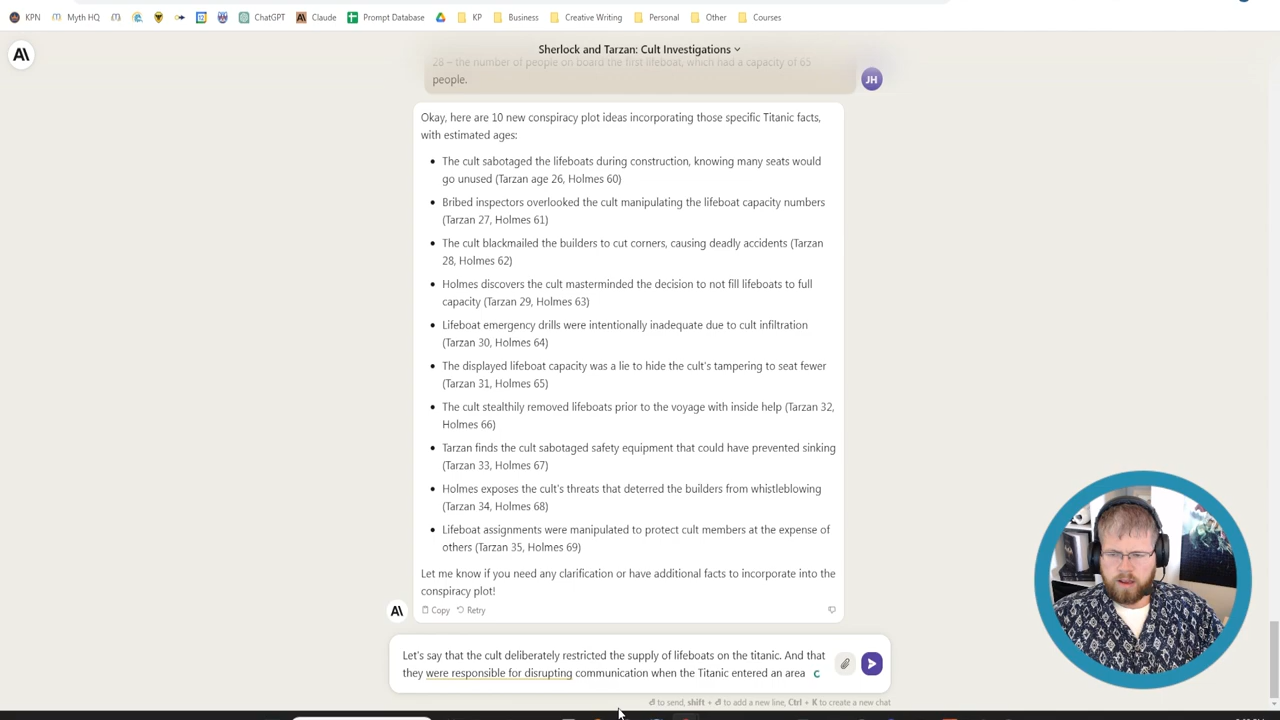 KPN
Myth HQ
ChatGPT
Claude
Prompt Database
KP
Business
Creative Writing
Personal
Other
Courses
A\
Sherlock and Tarzan: Cult Investigations
28 – the number of people on board the first lifeboat, which had a capacity of 65
people.
JH
Okay, here are 10 new conspiracy plot ideas incorporating those specific Titanic facts,
with estimated ages:
• The cult sabotaged the lifeboats during construction, knowing many seats would
go unused (Tarzan age 26, Holmes 60)
• Bribed inspectors overlooked the cult manipulating the lifeboat capacity numbers
(Tarzan 27, Holmes 61)
• The cult blackmailed the builders to cut corners, causing deadly accidents (Tarzan
28, Holmes 62)
• Holmes discovers the cult masterminded the decision to not fill lifeboats to full
capacity (Tarzan 29, Holmes 63)
• Lifeboat emergency drills were intentionally inadequate due to cult infiltration
(Tarzan 30, Holmes 64)
• The displayed lifeboat capacity was a lie to hide the cult's tampering to seat fewer
(Tarzan 31, Holmes 65)
• The cult stealthily removed lifeboats prior to the voyage with inside help (Tarzan 32,
Holmes 66)
• Tarzan finds the cult sabotaged safety equipment that could have prevented sinking
(Tarzan 33, Holmes 67)
• Holmes exposes the cult's threats that deterred the builders from whistleblowing
(Tarzan 34, Holmes 68)
• Lifeboat assignments were manipulated to protect cult members at the expense of
others (Tarzan 35, Holmes 69)
Let me know if you need any clarification or have additional facts to incorporate into the
conspiracy plot!
A\
Copy
Retry
Let's say that the cult deliberately restricted the supply of lifeboats on the titanic. And that
they were responsible for disrupting communication when the Titanic entered an area
⏎ to send, shift + ⏎ to add a new line, Ctrl + K to create a new chat